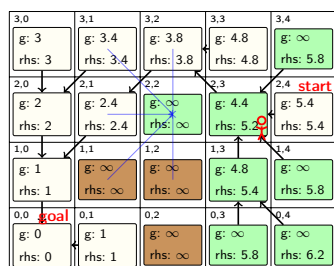 3,0 3,1 3,2 3,3 3,4
g: 3 g: 3.4 g: 3.8 g: 4.8 g: ∞
rhs: 3 rhs: 3.4 rhs: 3.8 rhs: 4.8 rhs: 5.8
2,0 2,1 2,2 2,3 2,4
start
g: 2 g: 2.4 g: ∞ g: 4.4 g: 5.4
rhs: 2 rhs: 2.4 rhs: ∞ rhs: 5.2 rhs: 5.4
1,0 1,1 1,2 1,3 1,4
g: 1 g: ∞ g: ∞ g: 4.8 g: ∞
rhs: 1 rhs: ∞ rhs: ∞ rhs: 5.4 rhs: 5.8
0,0 goal 0,1 0,2 0,3 0,4
g: 0 g: 1 g: ∞ g: ∞ g: ∞
rhs: 0 rhs: 1 rhs: ∞ rhs: 5.8 rhs: 6.2